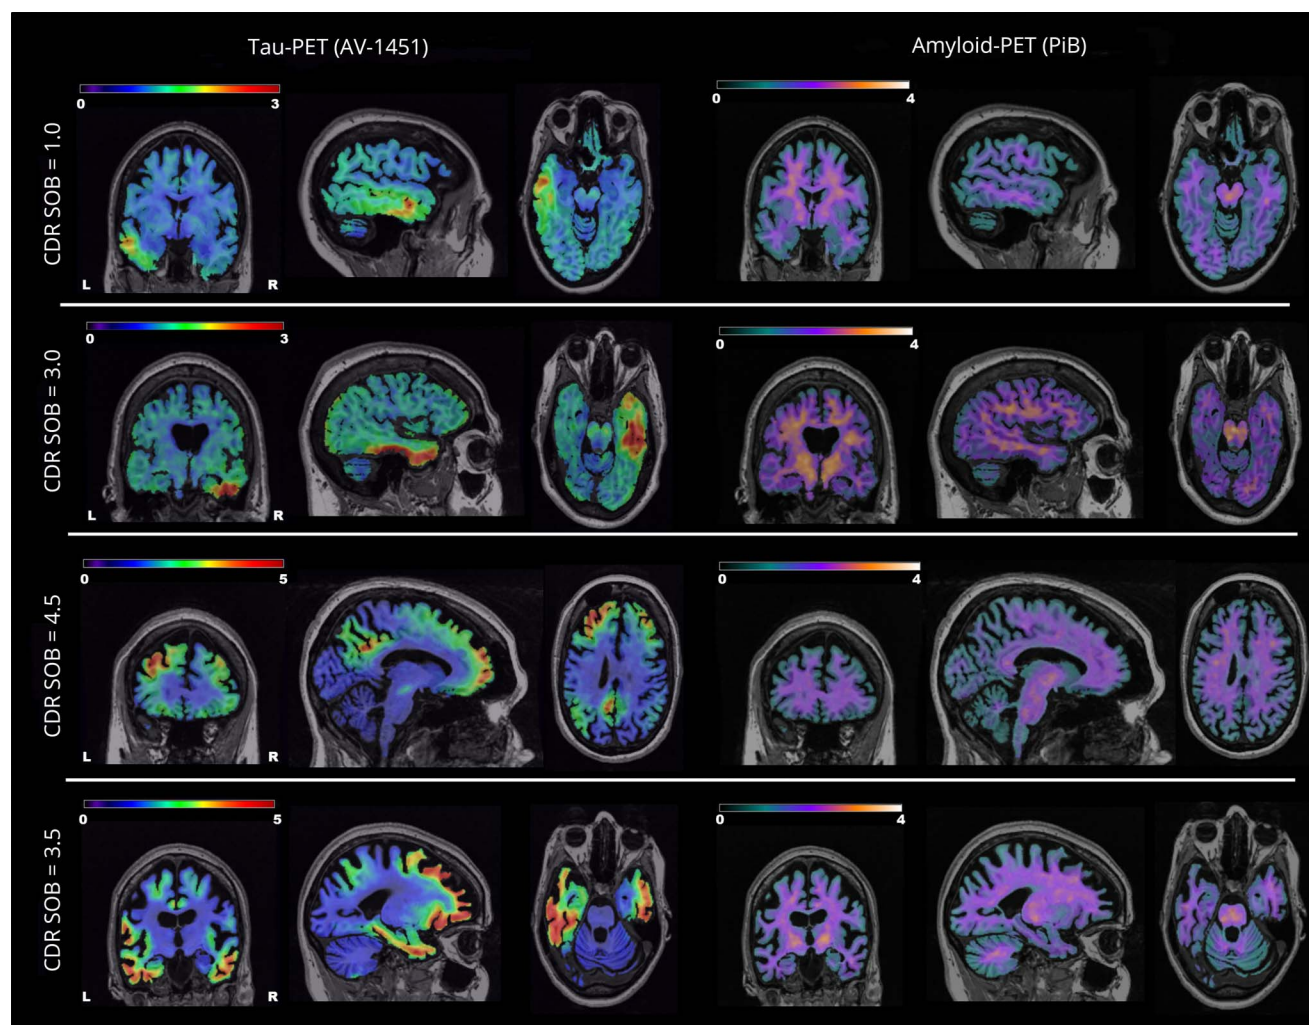 Tau-PET (AV-1451)
Amyloid-PET (PiB)
CDR SOB = 1.0
0 3
0 4
L R
CDR SOB = 3.0
0 3
0 4
L R
CDR SOB = 4.5
0 5
0 4
L R
CDR SOB = 3.5
0 5
0 4
L R